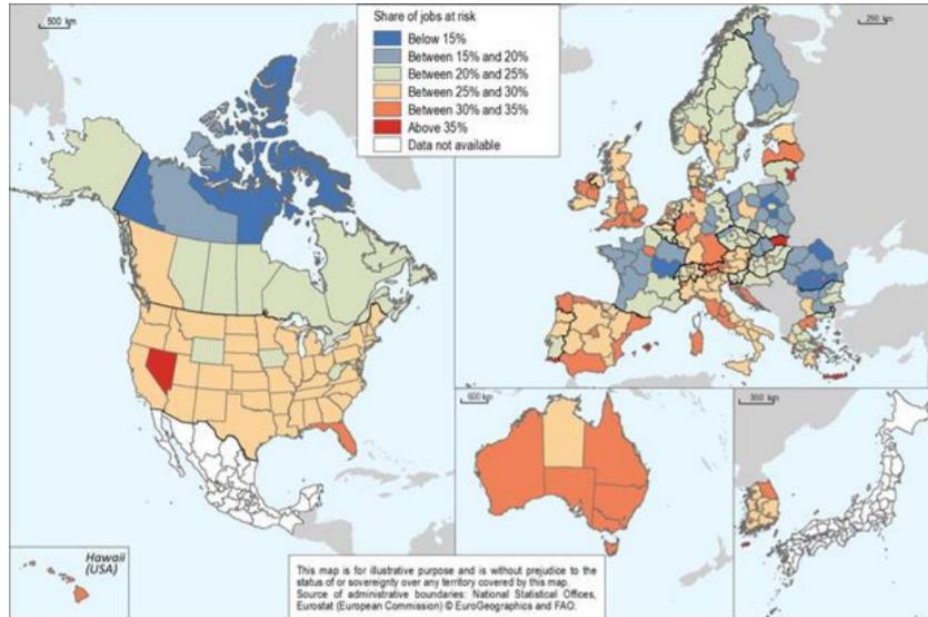 500 km
Share of jobs at risk
Below 15%
Between 15% and 20%
Between 20% and 25%
Between 25% and 30%
Between 30% and 35%
Above 35%
Data not available
250 km
600 km
300 km
Hawaii
(USA)
This map is for illustrative purpose and is without prejudice to the
status of or sovereignty over any territory covered by this map.
Source of administrative boundaries: National Statistical Offices,
Eurostat (European Commission) © EuroGeographics and FAO.